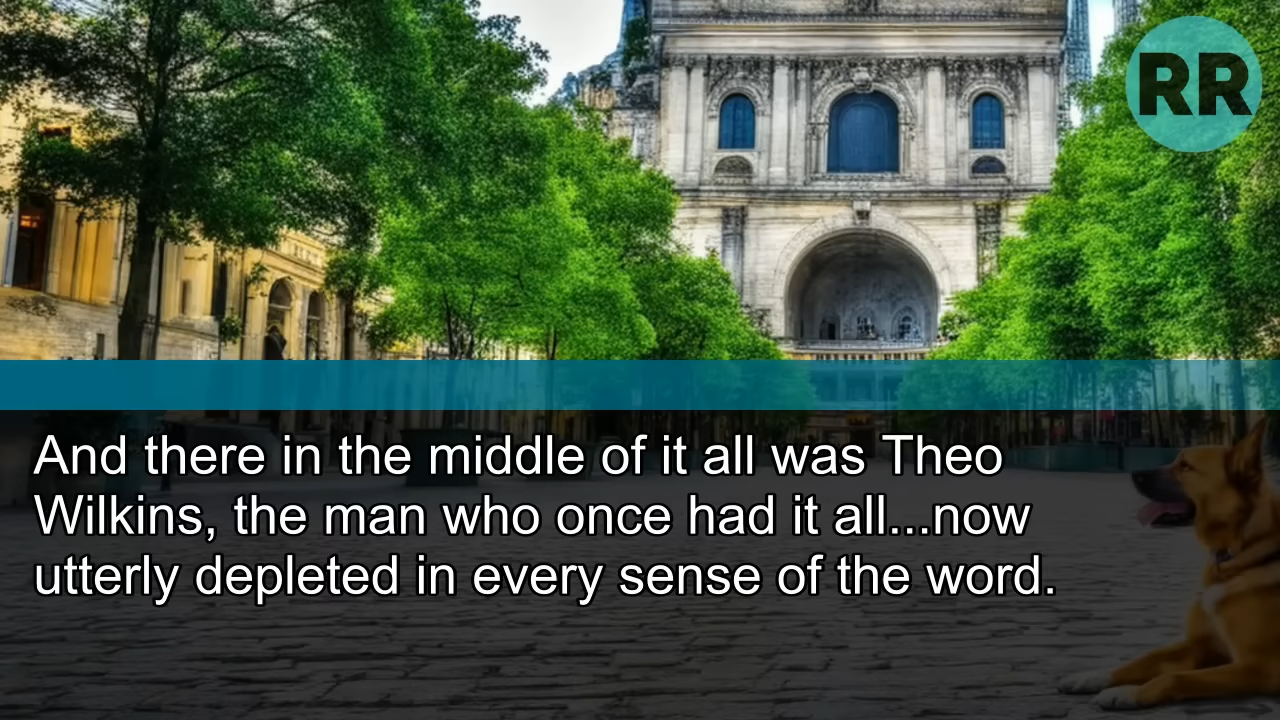 RR
And there in the middle of it all was Theo
Wilkins, the man who once had it all...now
utterly depleted in every sense of the word.